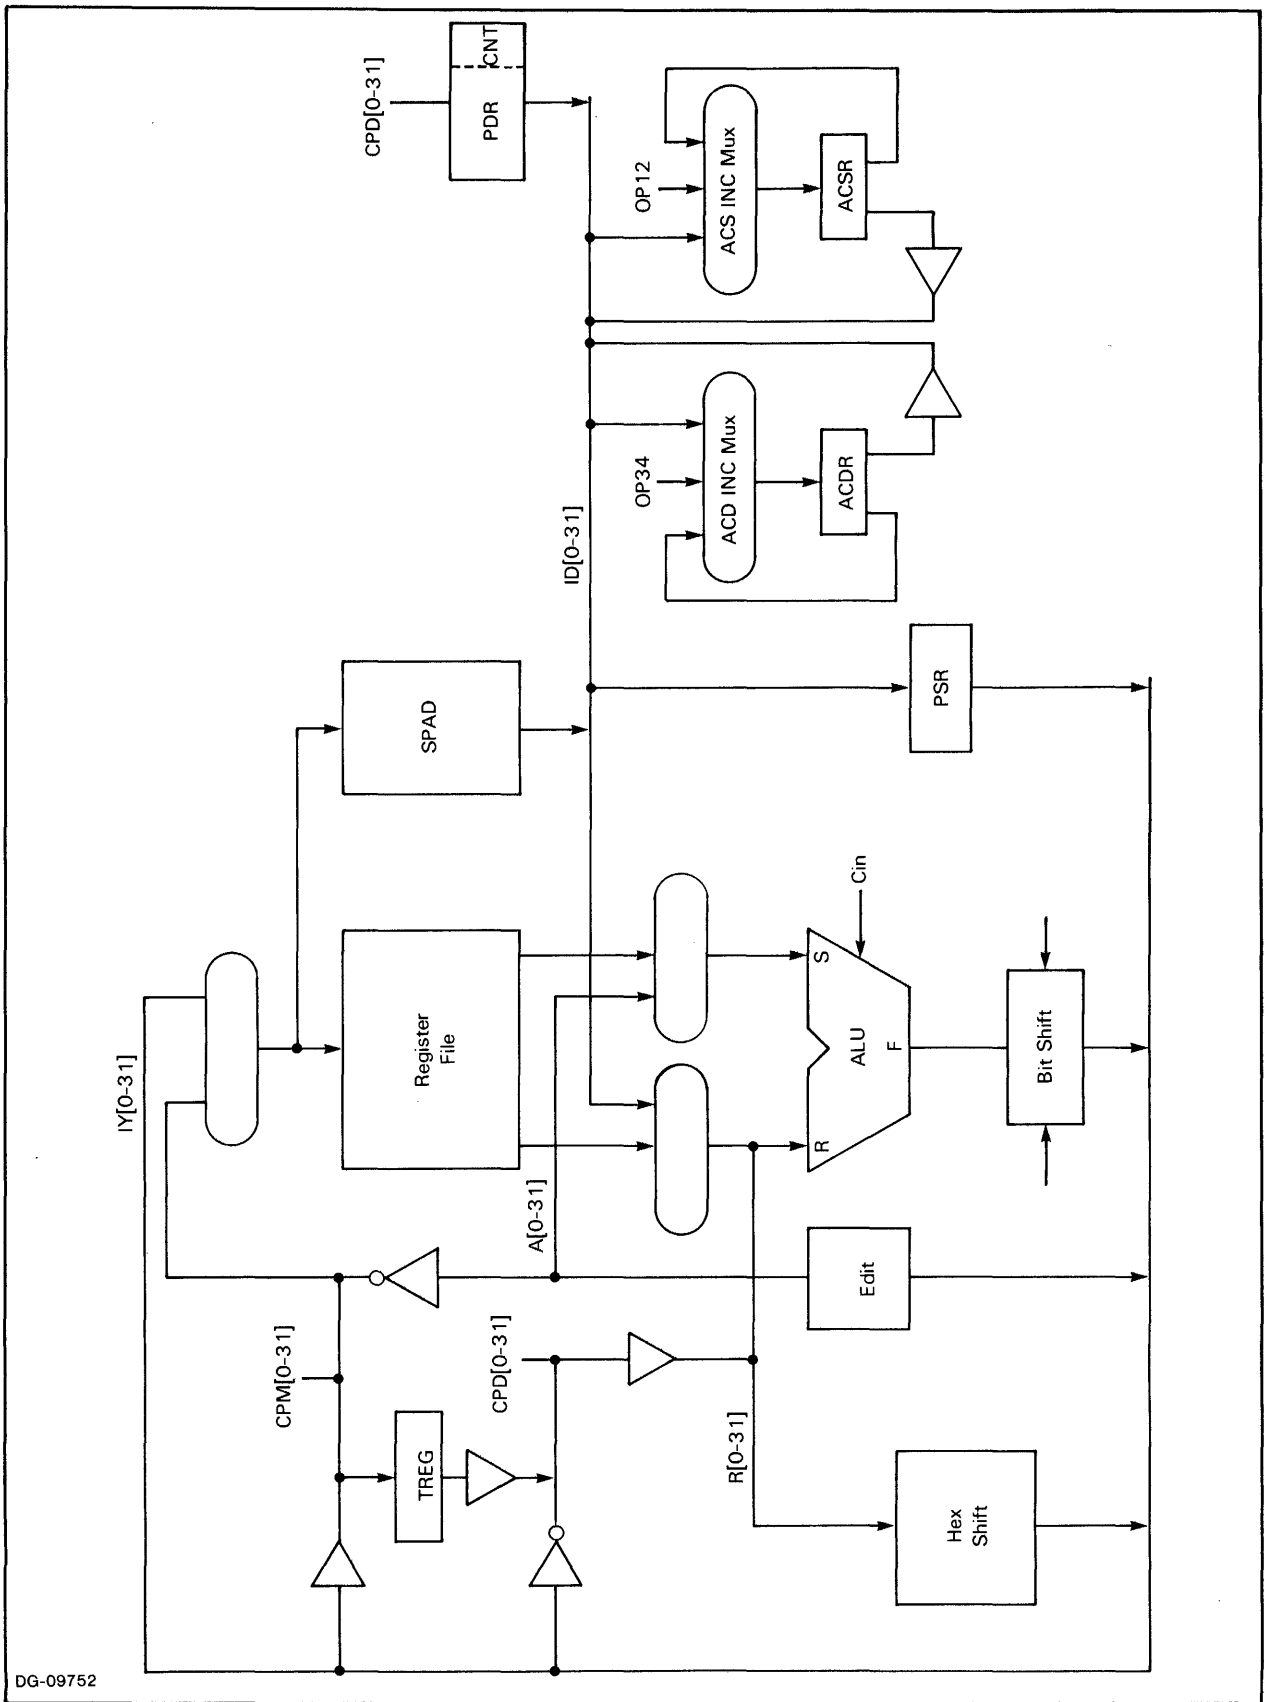 CPD[0-31]
PDR
CNT
ACS INC Mux
OP12
ACSR
ACD INC Mux
OP34
ACDR
ID[0-31]
SPAD
PSR
IY[0-31]
Register
File
A[0-31]
S
Cin
R
ALU
F
Bit Shift
CPM[0-31]
Edit
CPD[0-31]
TREG
R[0-31]
Hex
Shift
DG-09752